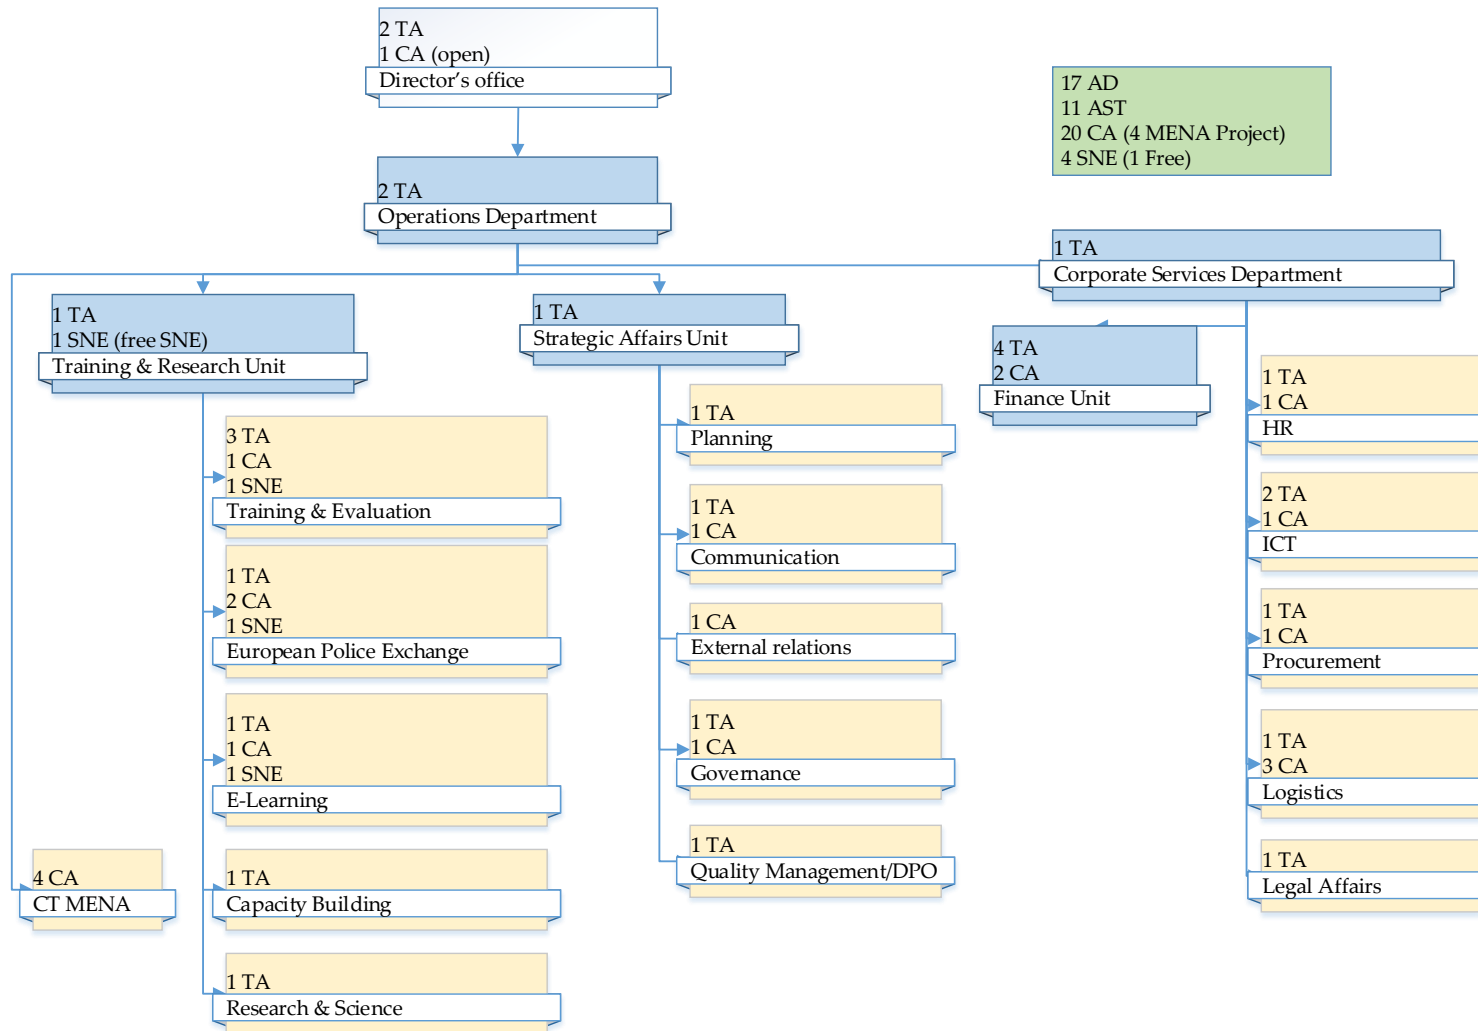 2 TA
1 CA (open)
Director's office
17 AD
11 AST
20 CA (4 MENA Project)
4 SNE (1 Free)
2 TA
Operations Department
1 TA
Corporate Services Department
1 TA
1 SNE (free SNE)
Training & Research Unit
1 TA
Strategic Affairs Unit
4 TA
2 CA
Finance Unit
3 TA
1 CA
1 SNE
Training & Evaluation
1 TA
2 CA
1 SNE
European Police Exchange
1 TA
1 CA
1 SNE
E-Learning
1 TA
Capacity Building
1 TA
Research & Science
4 CA
CT MENA
1 TA
Planning
1 TA
1 CA
Communication
1 CA
External relations
1 TA
1 CA
Governance
1 TA
Quality Management/DPO
1 TA
1 CA
HR
2 TA
1 CA
ICT
1 TA
1 CA
Procurement
1 TA
3 CA
Logistics
1 TA
Legal Affairs